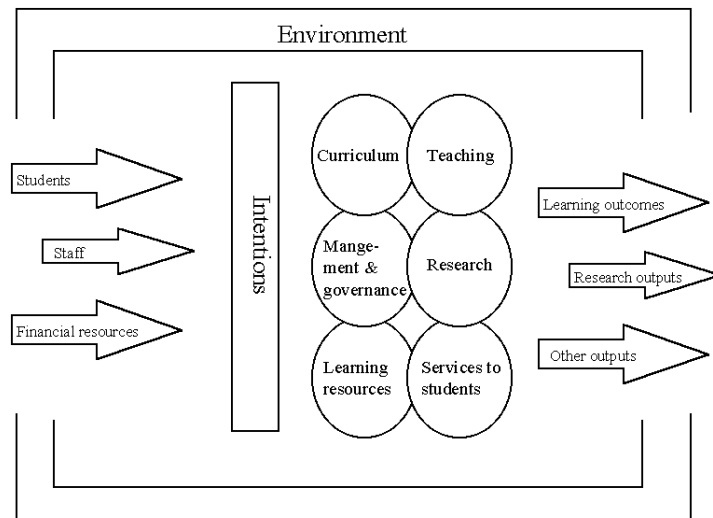 Environment
Students
Staff
Financial resources
Intentions
Curriculum
Teaching
Mange-
ment &
governance
Research
Learning
resources
Services to
students
Learning outcomes
Research outputs
Other outputs